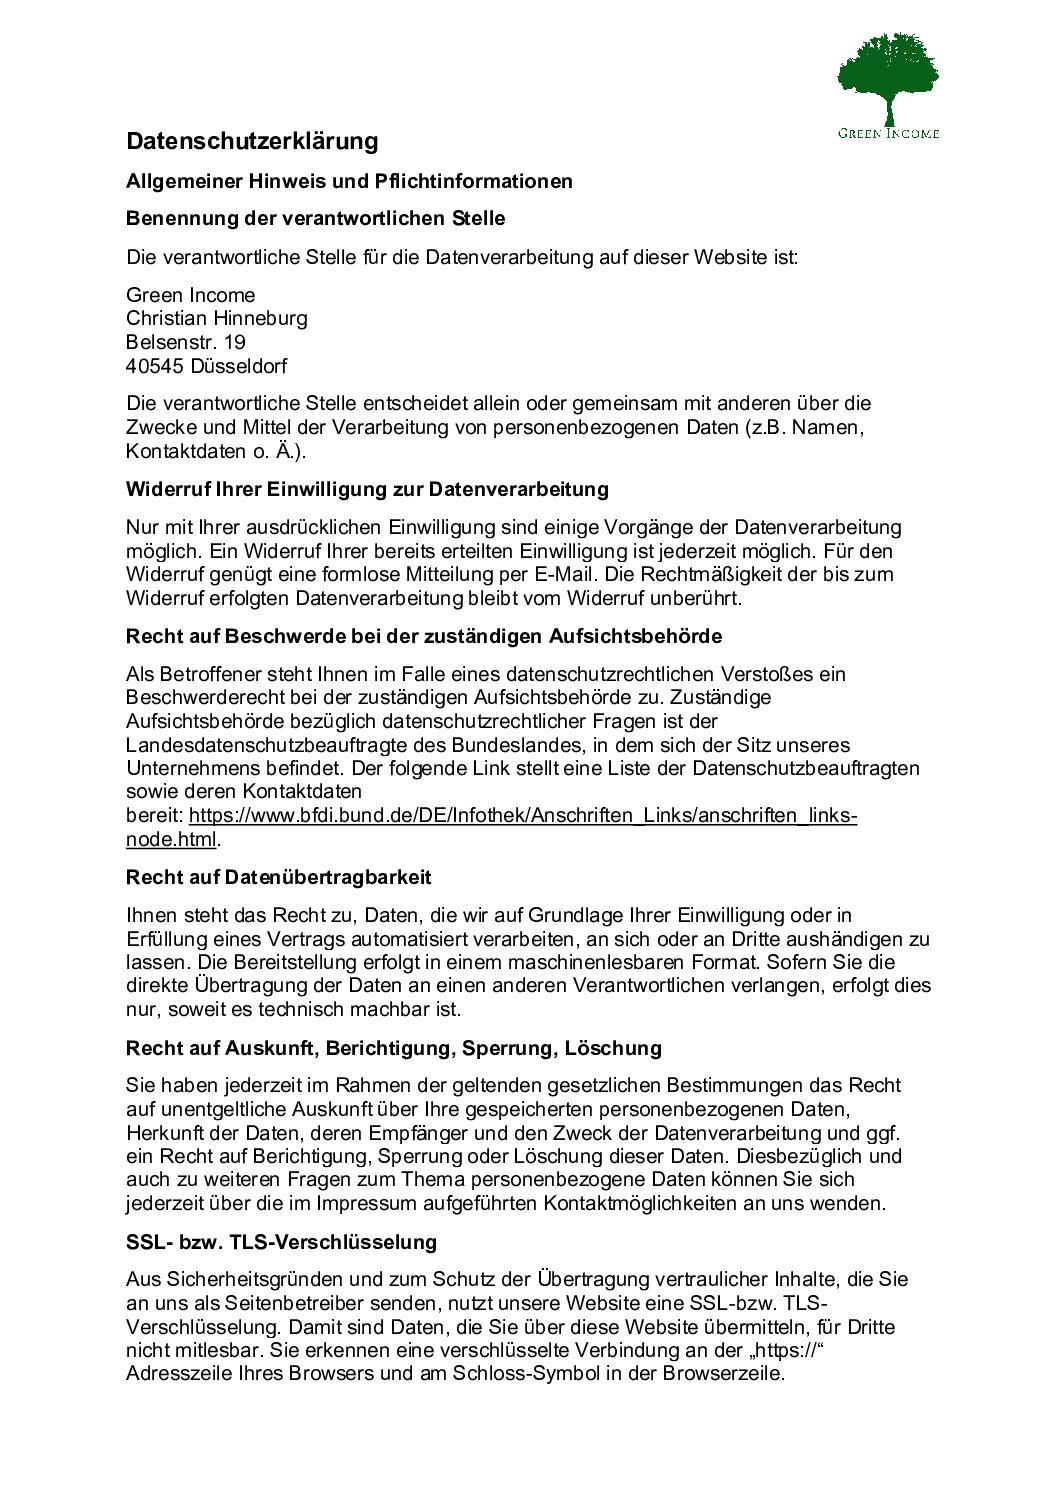 GREEN INCOME
Datenschutzerklärung
Allgemeiner Hinweis und Pflichtinformationen
Benennung der verantwortlichen Stelle
Die verantwortliche Stelle für die Datenverarbeitung auf dieser Website ist:
Green Income
Christian Hinneburg
Belsenstr. 19
40545 Düsseldorf
Die verantwortliche Stelle entscheidet allein oder gemeinsam mit anderen über die
Zwecke und Mittel der Verarbeitung von personenbezogenen Daten (z.B. Namen,
Kontaktdaten o. Ä.).
Widerruf Ihrer Einwilligung zur Datenverarbeitung
Nur mit Ihrer ausdrücklichen Einwilligung sind einige Vorgänge der Datenverarbeitung
möglich. Ein Widerruf Ihrer bereits erteilten Einwilligung ist jederzeit möglich. Für den
Widerruf genügt eine formlose Mitteilung per E-Mail. Die Rechtmäßigkeit der bis zum
Widerruf erfolgten Datenverarbeitung bleibt vom Widerruf unberührt.
Recht auf Beschwerde bei der zuständigen Aufsichtsbehörde
Als Betroffener steht Ihnen im Falle eines datenschutzrechtlichen Verstoßes ein
Beschwerderecht bei der zuständigen Aufsichtsbehörde zu. Zuständige
Aufsichtsbehörde bezüglich datenschutzrechtlicher Fragen ist der
Landesdatenschutzbeauftragte des Bundeslandes, in dem sich der Sitz unseres
Unternehmens befindet. Der folgende Link stellt eine Liste der Datenschutzbeauftragten
sowie deren Kontaktdaten
bereit: https://www.bfdi.bund.de/DE/Infothek/Anschriften_Links/anschriften_links-
node.html.
Recht auf Datenübertragbarkeit
Ihnen steht das Recht zu, Daten, die wir auf Grundlage Ihrer Einwilligung oder in
Erfüllung eines Vertrags automatisiert verarbeiten, an sich oder an Dritte aushändigen zu
lassen. Die Bereitstellung erfolgt in einem maschinenlesbaren Format. Sofern Sie die
direkte Übertragung der Daten an einen anderen Verantwortlichen verlangen, erfolgt dies
nur, soweit es technisch machbar ist.
Recht auf Auskunft, Berichtigung, Sperrung, Löschung
Sie haben jederzeit im Rahmen der geltenden gesetzlichen Bestimmungen das Recht
auf unentgeltliche Auskunft über Ihre gespeicherten personenbezogenen Daten,
Herkunft der Daten, deren Empfänger und den Zweck der Datenverarbeitung und ggf.
ein Recht auf Berichtigung, Sperrung oder Löschung dieser Daten. Diesbezüglich und
auch zu weiteren Fragen zum Thema personenbezogene Daten können Sie sich
jederzeit über die im Impressum aufgeführten Kontaktmöglichkeiten an uns wenden.
SSL- bzw. TLS-Verschlüsselung
Aus Sicherheitsgründen und zum Schutz der Übertragung vertraulicher Inhalte, die Sie
an uns als Seitenbetreiber senden, nutzt unsere Website eine SSL-bzw. TLS-
Verschlüsselung. Damit sind Daten, die Sie über diese Website übermitteln, für Dritte
nicht mitlesbar. Sie erkennen eine verschlüsselte Verbindung an der „https://“
Adresszeile Ihres Browsers und am Schloss-Symbol in der Browserzeile.